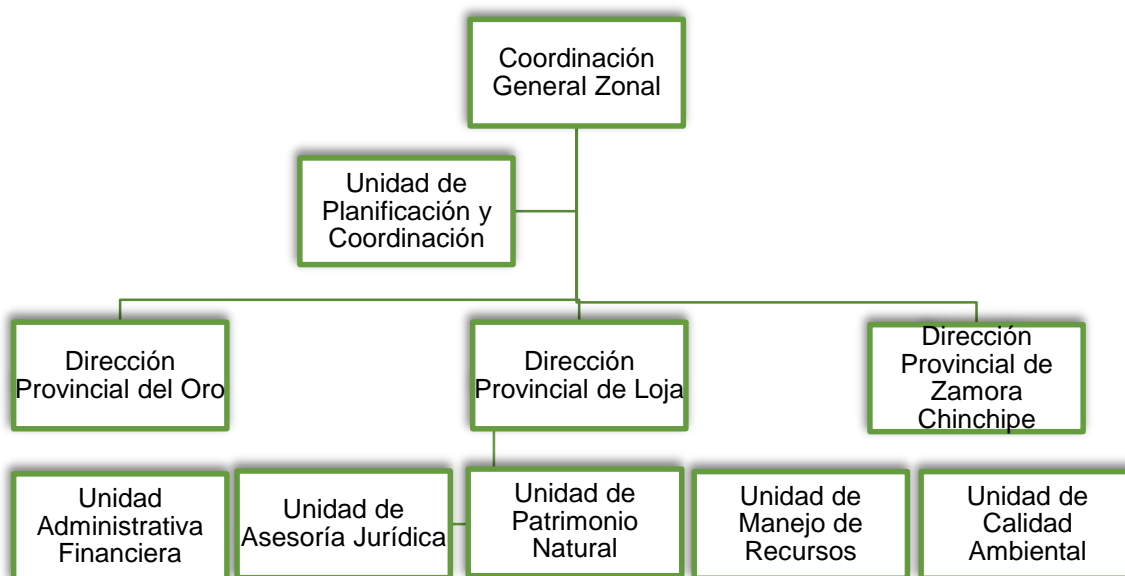 Coordinación
General Zonal
Unidad de
Planificación y
Coordinación
Dirección
Provincial del Oro
Dirección
Provincial de Loja
Dirección
Provincial de
Zamora
Chinchipe
Unidad
Administrativa
Financiera
Unidad de
Asesoría Jurídica
Unidad de
Patrimonio
Natural
Unidad de
Manejo de
Recursos
Unidad de
Calidad
Ambiental